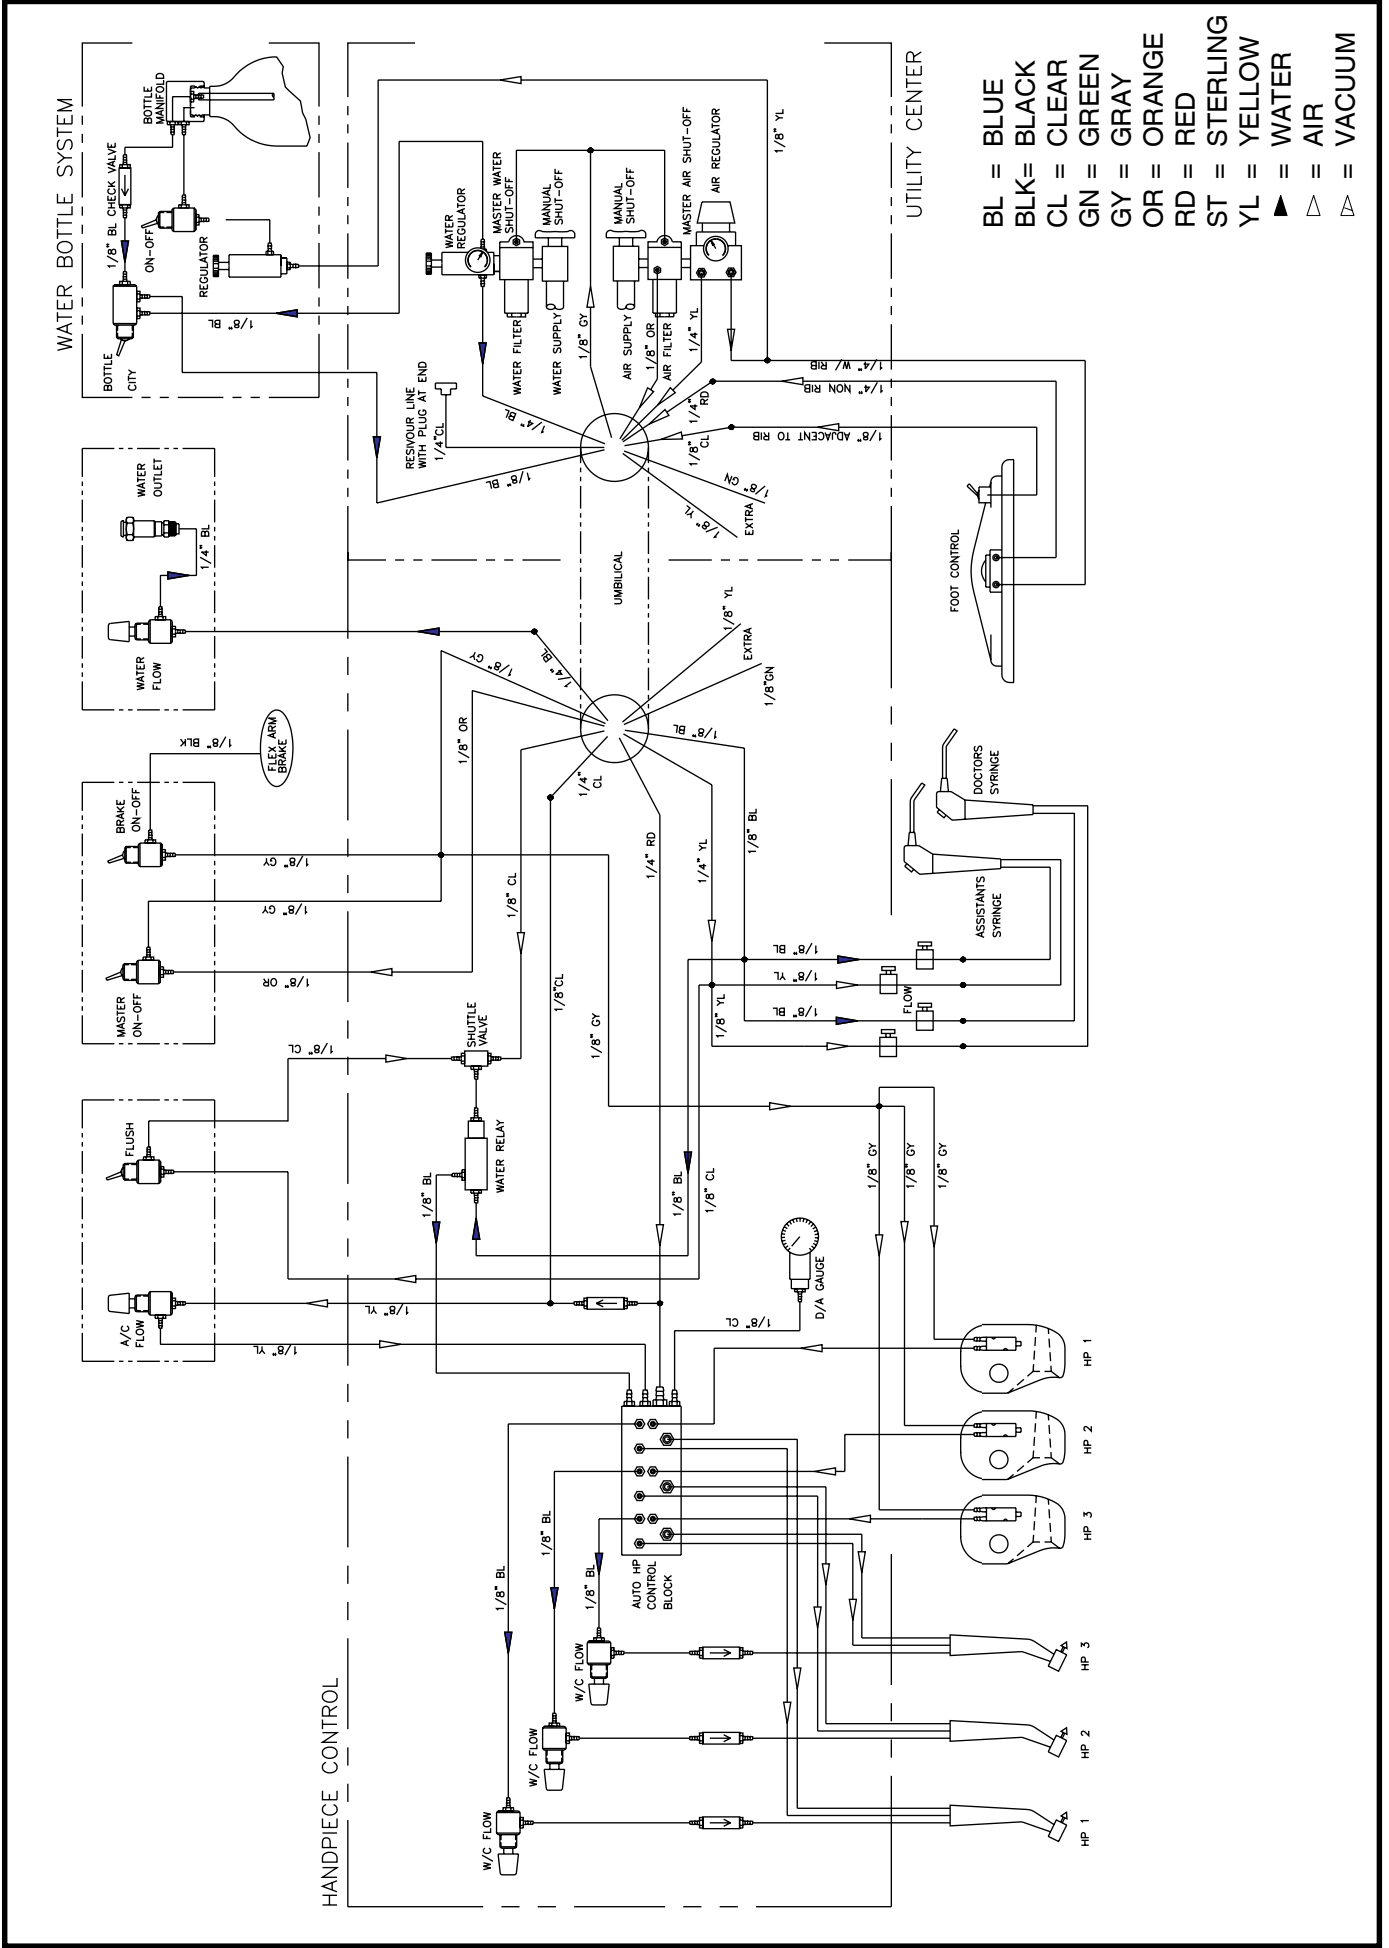 WATER BOTTLE SYSTEM
BOTTLE
MANIFOLD
1/8" BL CHECK VALVE
ON-OFF
REGULATOR
BOTTLE
CITY
1/8" BL
UTILITY CENTER
1/8" YL
WATER
REGULATOR
MASTER WATER
SHUT-OFF
MANUAL
SHUT-OFF
MANUAL
SHUT-OFF
MASTER AIR SHUT-OFF
AIR REGULATOR
WATER FILTER
WATER SUPPLY
1/8" GY
AIR SUPPLY
1/8" OR
AIR FILTER
1/4" YL
RESIVOUR LINE
WITH PLUG AT END
1/4"CL
1/4" BL
1/8" BL
1/4" RD
1/8"
CL
1/4" W/ RIB
1/4" NON RIB
1/8" ADJACENT TO RIB
1/8" GN
1/8" YL
EXTRA
UMBILICAL
WATER
OUTLET
1/4" BL
WATER
FLOW
FLEX ARM
BRAKE
1/8" BLK
BRAKE
ON-OFF
1/8" GY
1/8" GY
MASTER
ON-OFF
1/8" OR
1/4" BL
1/8" GY
1/8" OR
1/4"
CL
1/8" YL
EXTRA
1/8"GN
1/8" BL
1/8" CL
1/4" RD
1/4" YL
1/8" BL
1/8"CL
1/8" GY
1/8" YL
1/8" BL
1/8" YL
FLOW
1/8" BL
FOOT CONTROL
DOCTORS
SYRINGE
ASSISTANTS
SYRINGE
FLUSH
1/8" CL
SHUTTLE
VALVE
WATER RELAY
1/8" BL
1/8" BL
1/8" CL
A/C
FLOW
1/8" YL
1/8" YL
D/A GAUGE
1/8" CL
1/8" GY
1/8" GY
1/8" GY
HP 1
HP 2
HP 3
AUTO HP
CONTROL
BLOCK
1/8" BL
1/8" BL
1/8" BL
W/C FLOW
W/C FLOW
W/C FLOW
HP 3
HP 2
HP 1
HANDPIECE CONTROL
BL = BLUE
BLK= BLACK
CL = CLEAR
GN = GREEN
GY = GRAY
OR = ORANGE
RD = RED
ST = STERLING
YL = YELLOW
= WATER
= AIR
= VACUUM